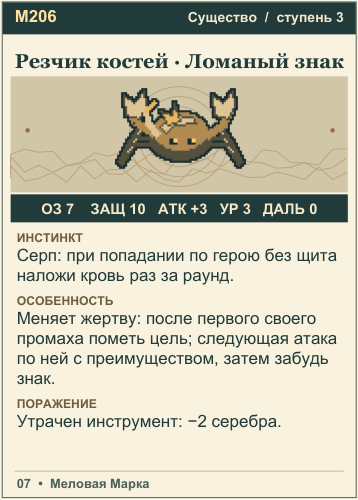 M206 Существо / ступень 3
Резчик костей · Ломаный знак
ОЗ 7 ЗАЩ 10 АТК +3 УР 3 ДАЛЬ 0
ИНСТИНКТ
Серп: при попадании по герою без щита
наложи кровь раз за раунд.
ОСОБЕННОСТЬ
Меняет жертву: после первого своего
промаха пометь цель; следующая атака
по ней с преимуществом, затем забудь
знак.
ПОРАЖЕНИЕ
Утрачен инструмент: −2 серебра.
07 • Меловая Марка